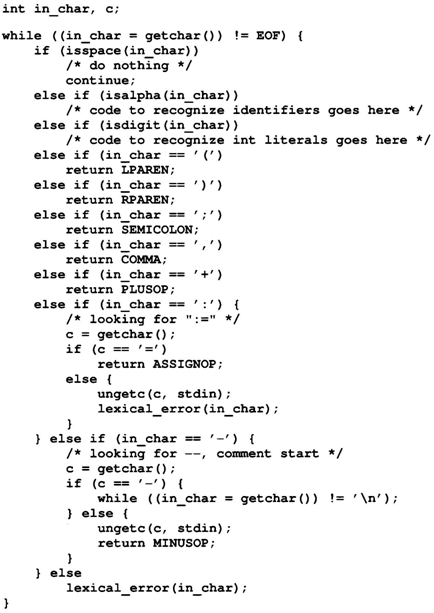 int in_char, c;
while ((in_char = getchar()) != EOF) {
if (isspace(in_char))
/* do nothing */
continue;
else if (isalpha(in_char))
/* code to recognize identifiers goes here */
else if (isdigit(in_char))
/* code to recognize int literals goes here */
else if (in_char == '(')
return LPAREN;
else if (in_char == ')')
return RPAREN;
else if (in_char == ';')
return SEMICOLON;
else if (in_char == ',')
return COMMA;
else if (in_char == '+')
return PLUSOP;
else if (in_char == ':') {
/* looking for ":=" */
c = getchar();
if (c == '=')
return ASSIGNOP;
else {
ungetc(c, stdin);
lexical_error(in_char);
}
} else if (in_char == '-') {
/* looking for --, comment start */
c = getchar();
if (c == '-') {
while ((in_char = getchar()) != '\n');
} else {
ungetc(c, stdin);
return MINUSOP;
}
} else
lexical_error(in_char);
}